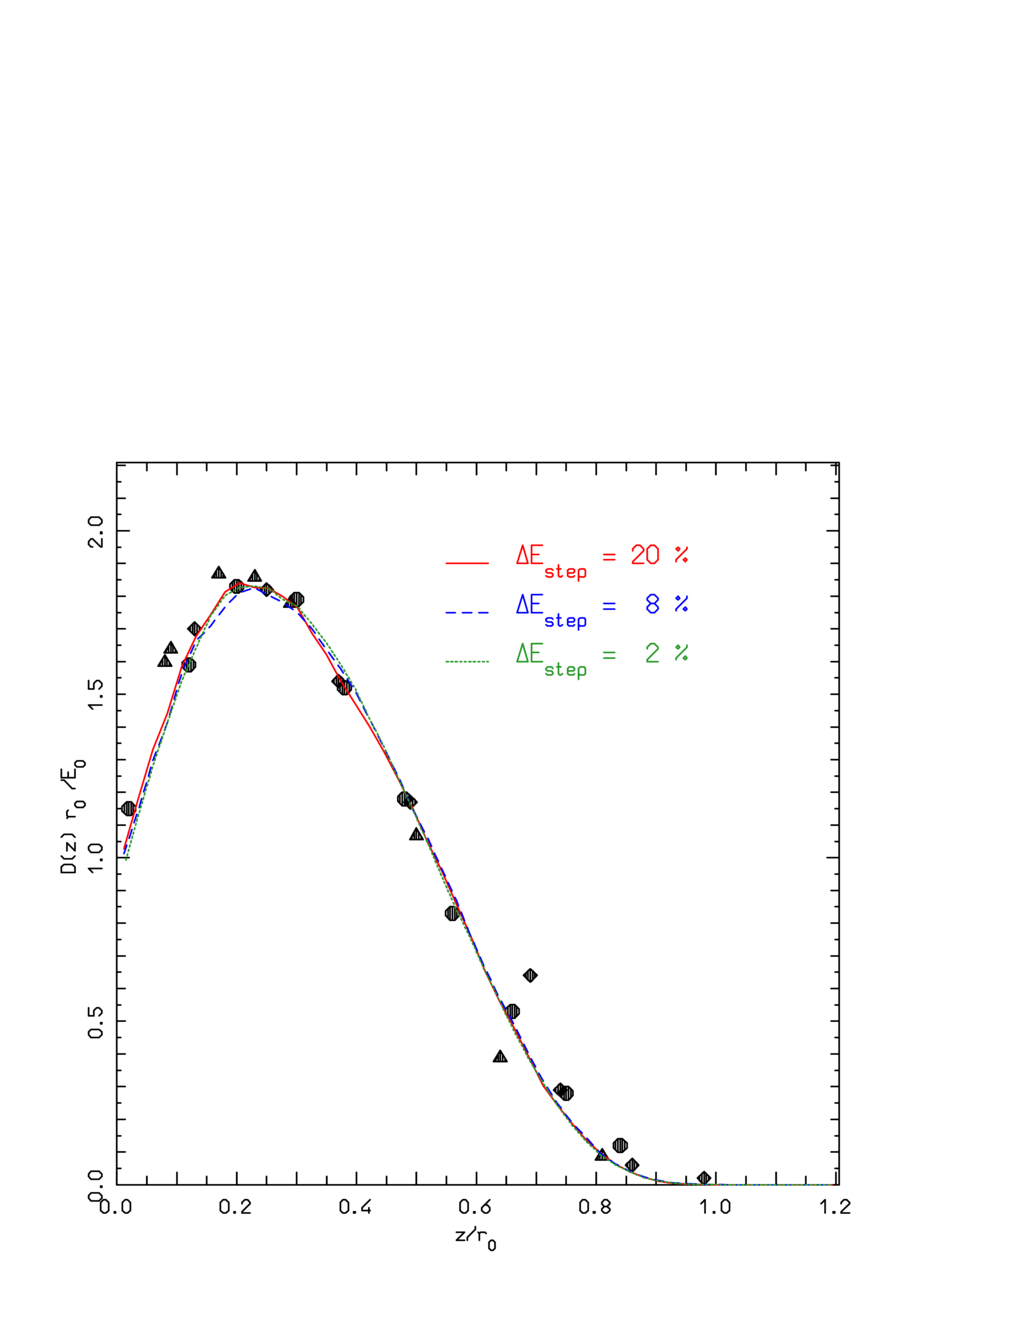 2.0
1.5
1.0
0.5
0.0
D(z) r0 /E0
ΔEstep = 20 %
ΔEstep = 8 %
ΔEstep = 2 %
0.0 0.2 0.4 0.6 0.8 1.0 1.2
z/r0